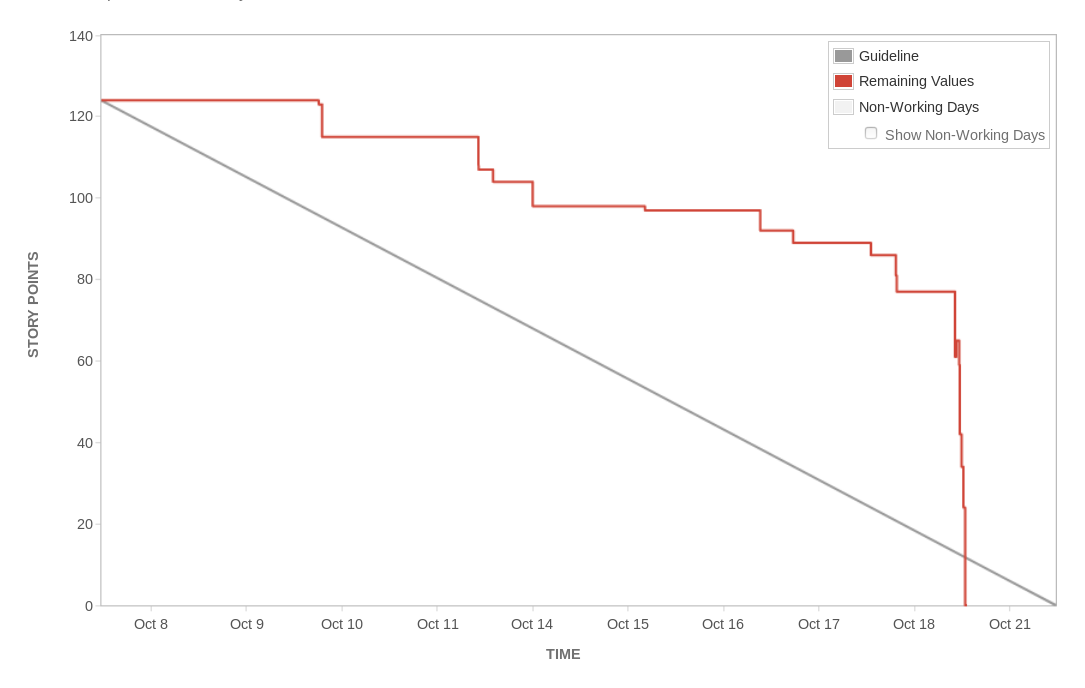 140
120
100
80
60
40
20
0
STORY POINTS
Guideline
Remaining Values
Non-Working Days
Show Non-Working Days
Oct 8 Oct 9 Oct 10 Oct 11 Oct 14 Oct 15 Oct 16 Oct 17 Oct 18 Oct 21
TIME